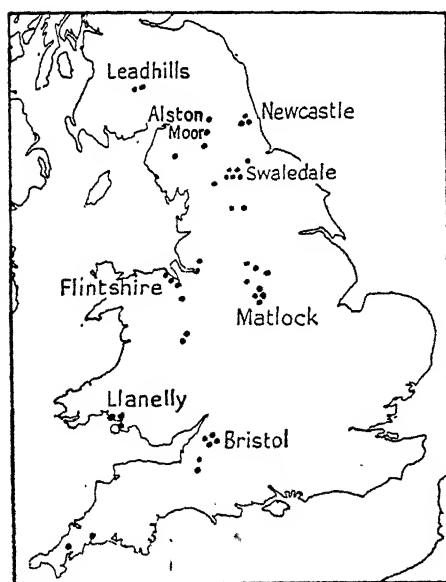 Leadhills
Alston
Moor
Newcastle
Swaledale
Flintshire
Matlock
Llanelly
Bristol